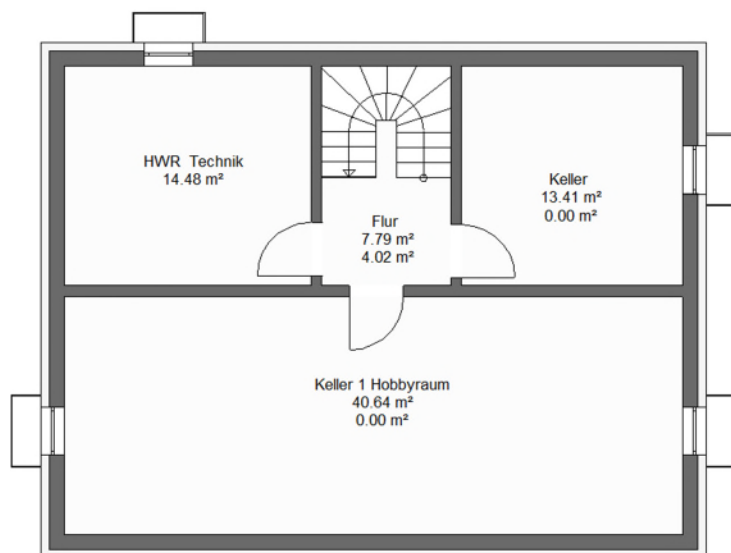 HWR Technik
14.48 m²
Keller
13.41 m²
0.00 m²
Flur
7.79 m²
4.02 m²
Keller 1 Hobbyraum
40.64 m²
0.00 m²